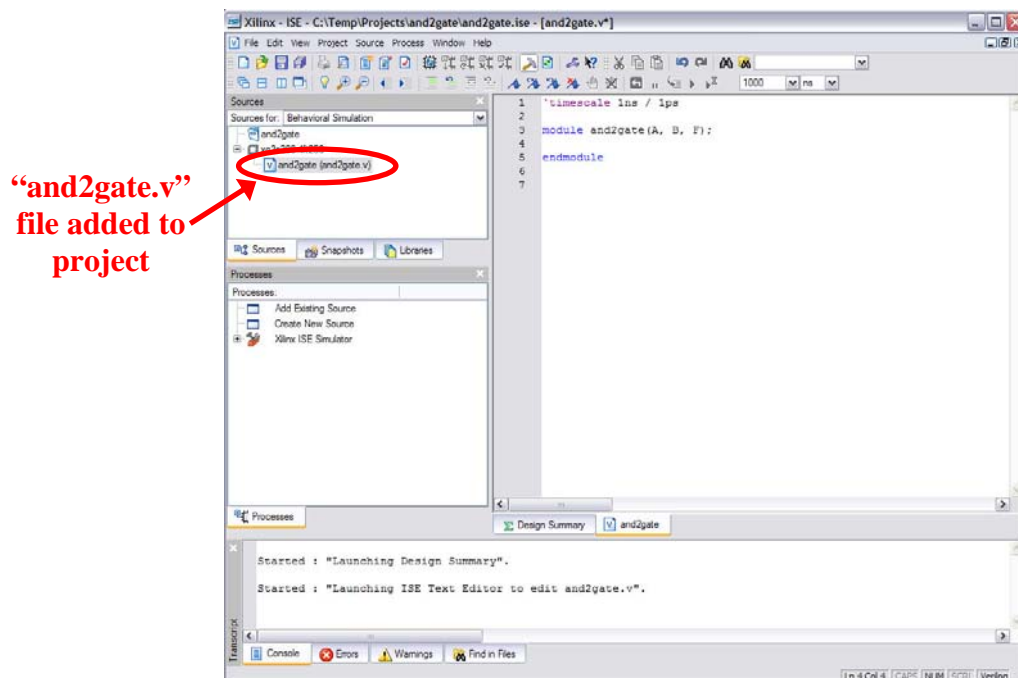 Xilinx - ISE - C:\Temp\Projects\and2gate\and2gate.ise - [and2gate.v*]
File Edit View Project Source Process Window Help
1000 ns
Sources
Sources for: Behavioral Simulation
and2gate
and2gate (and2gate.v)
Sources Snapshots Libraries
“and2gate.v”
file added to
project
Processes
Processes:
Add Existing Source
Create New Source
Xilinx ISE Simulator
Processes
1 `timescale 1ns / 1ps
2
3 module and2gate(A, B, F);
4
5 endmodule
6
7
Design Summary and2gate
Started : "Launching Design Summary".
Started : "Launching ISE Text Editor to edit and2gate.v".
Transcript
Console Errors Warnings Find in Files
Ln 4 Col 4 CAPS NUM SCRL Verilog